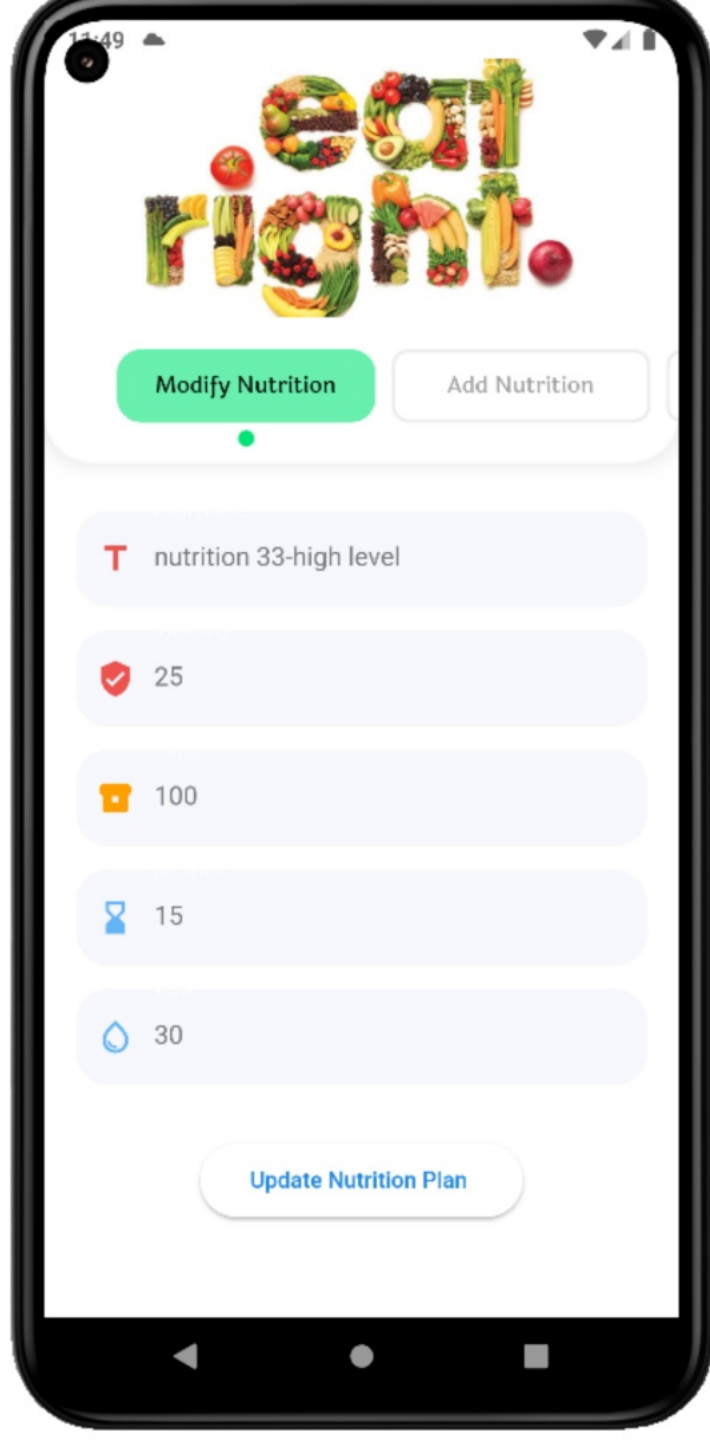 11:49
eat
right.
Modify Nutrition
Add Nutrition
nutrition 33-high level
25
100
15
30
Update Nutrition Plan